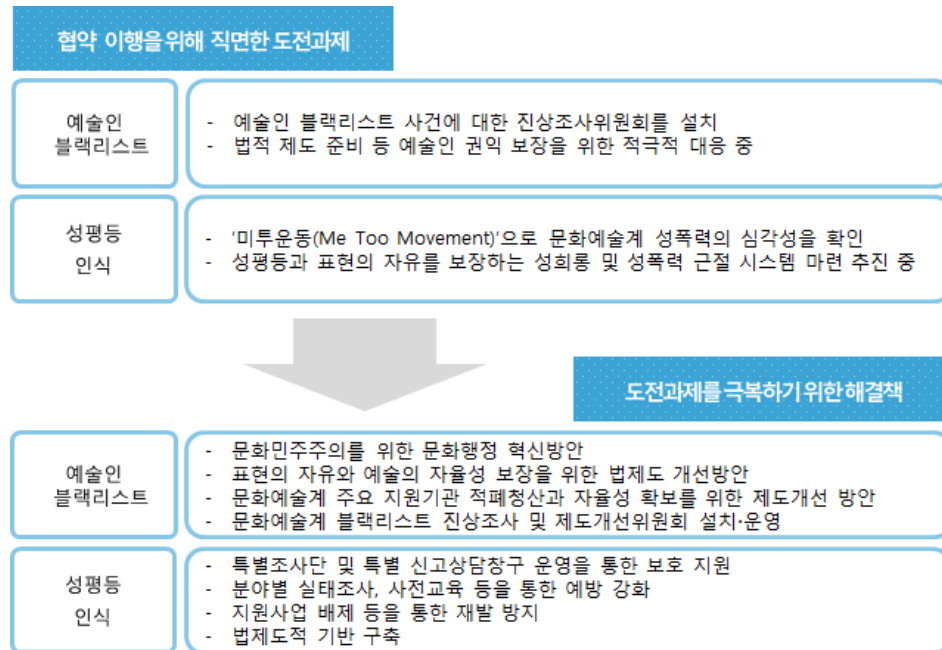 협약 이행을위해 직면한 도전과제
예술인
블랙리스트
- 예술인 블랙리스트 사건에 대한 진상조사위원회를 설치
- 법적 제도 준비 등 예술인 권익 보장을 위한 적극적 대응 중
성평등
인식
- '미투운동(Me Too Movement)'으로 문화예술계 성폭력의 심각성을 확인
- 성평등과 표현의 자유를 보장하는 성희롱 및 성폭력 근절 시스템 마련 추진 중
도전과제를 극복하기 위한 해결책
예술인
블랙리스트
- 문화민주주의를 위한 문화행정 혁신방안
- 표현의 자유와 예술의 자율성 보장을 위한 법제도 개선방안
- 문화예술계 주요 지원기관 적폐청산과 자율성 확보를 위한 제도개선 방안
- 문화예술계 블랙리스트 진상조사 및 제도개선위원회 설치·운영
성평등
인식
- 특별조사단 및 특별 신고상담창구 운영을 통한 보호 지원
- 분야별 실태조사, 사전교육 등을 통한 예방 강화
- 지원사업 배제 등을 통한 재발 방지
- 법제도적 기반 구축